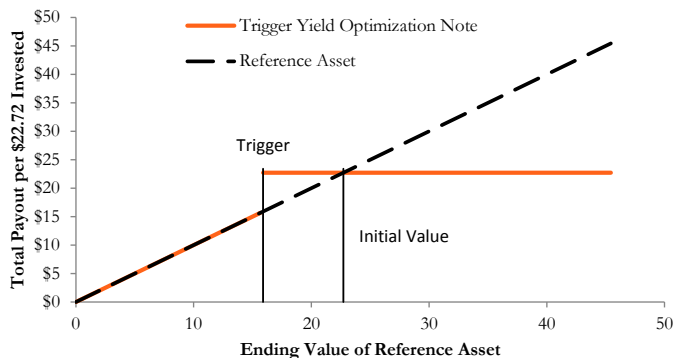 $50
$45
$40
$35
$30
$25
$20
$15
$10
$5
$0
Total Payout per $22.72 Invested
Trigger Yield Optimization Note
Reference Asset
Trigger
Initial Value
0
10
20
30
40
50
Ending Value of Reference Asset